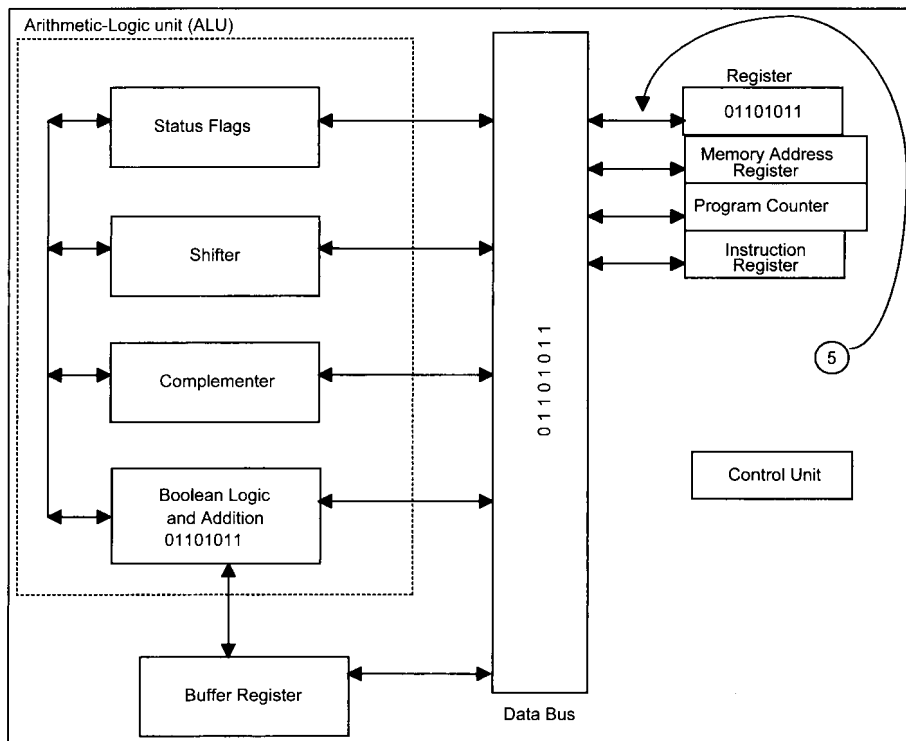 Arithmetic-Logic unit (ALU)
Status Flags
Shifter
Complementer
Boolean Logic
and Addition
01101011
Buffer Register
01101011
Data Bus
Register
01101011
Memory Address
Register
Program Counter
Instruction
Register
5
Control Unit